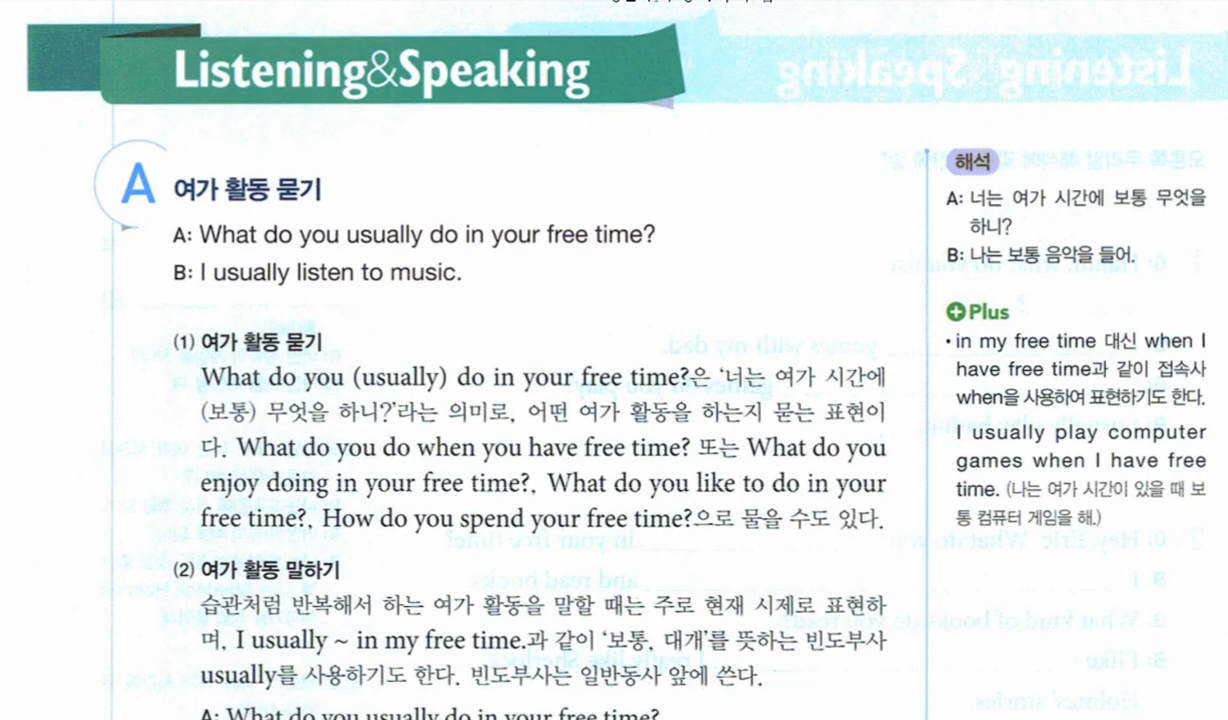 Listening&Speaking
A 여가 활동 묻기
A: What do you usually do in your free time?
B: I usually listen to music.
(1) 여가 활동 묻기
What do you (usually) do in your free time?은 ‘너는 여가 시간에
(보통) 무엇을 하니?’라는 의미로, 어떤 여가 활동을 하는지 묻는 표현이
다. What do you do when you have free time? 또는 What do you
enjoy doing in your free time?, What do you like to do in your
free time?, How do you spend your free time?으로 물을 수도 있다.
(2) 여가 활동 말하기
습관처럼 반복해서 하는 여가 활동을 말할 때는 주로 현재 시제로 표현하
며, I usually ~ in my free time.과 같이 ‘보통, 대개’를 뜻하는 빈도부사
usually를 사용하기도 한다. 빈도부사는 일반동사 앞에 쓴다.
A: What do you usually do in your free time?
해석
A: 너는 여가 시간에 보통 무엇을
하니?
B: 나는 보통 음악을 들어.
Plus
• in my free time 대신 when I
have free time과 같이 접속사
when을 사용하여 표현하기도 한다.
I usually play computer
games when I have free
time. (나는 여가 시간이 있을 때 보
통 컴퓨터 게임을 해.)